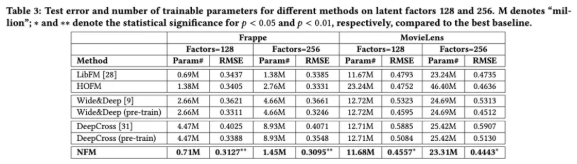 Table 3: Test error and number of trainable parameters for different methods on latent factors 128 and 256. M denotes "mil-
lion"; ∗ and ∗∗ denote the statistical significance for p < 0.05 and p < 0.01, respectively, compared to the best baseline.
Frappe MovieLens
Factors=128 Factors=256 Factors=128 Factors=256
Method Param# RMSE Param# RMSE Param# RMSE Param# RMSE
LibFM [28] 0.69M 0.3437 1.38M 0.3385 11.67M 0.4793 23.24M 0.4735
HOFM 1.38M 0.3405 2.76M 0.3331 23.24M 0.4752 46.40M 0.4636
Wide&Deep [9] 2.66M 0.3621 4.66M 0.3661 12.72M 0.5323 24.69M 0.5313
Wide&Deep (pre-train) 2.66M 0.3311 4.66M 0.3246 12.72M 0.4595 24.69M 0.4512
DeepCross [31] 4.47M 0.4025 8.93M 0.4071 12.71M 0.5885 25.42M 0.5907
DeepCross (pre-train) 4.47M 0.3388 8.93M 0.3548 12.71M 0.5084 25.42M 0.5130
NFM 0.71M 0.3127∗∗ 1.45M 0.3095∗∗ 11.68M 0.4557∗ 23.31M 0.4443∗